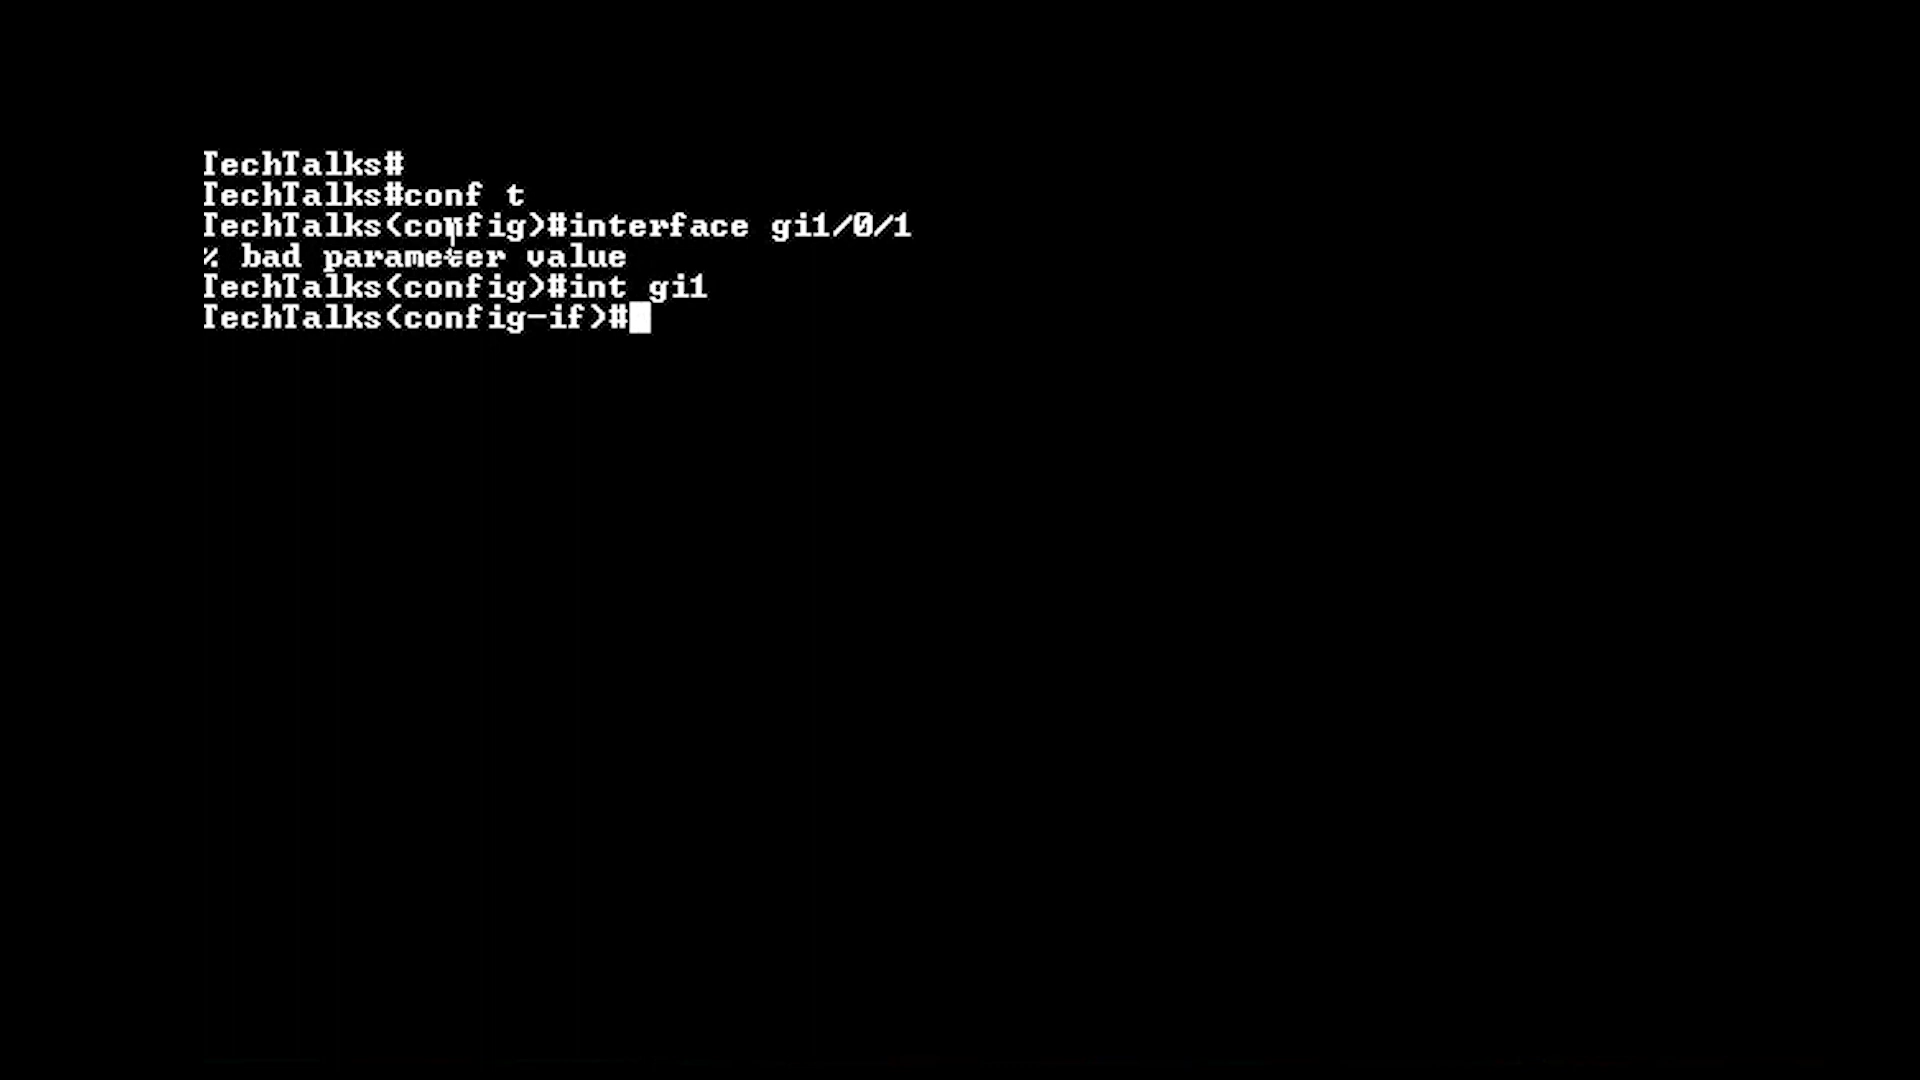 TechTalks#
TechTalks#conf t
TechTalks(config)#interface gi1/0/1
% bad parameter value
TechTalks(config)#int gi1
TechTalks(config-if)#